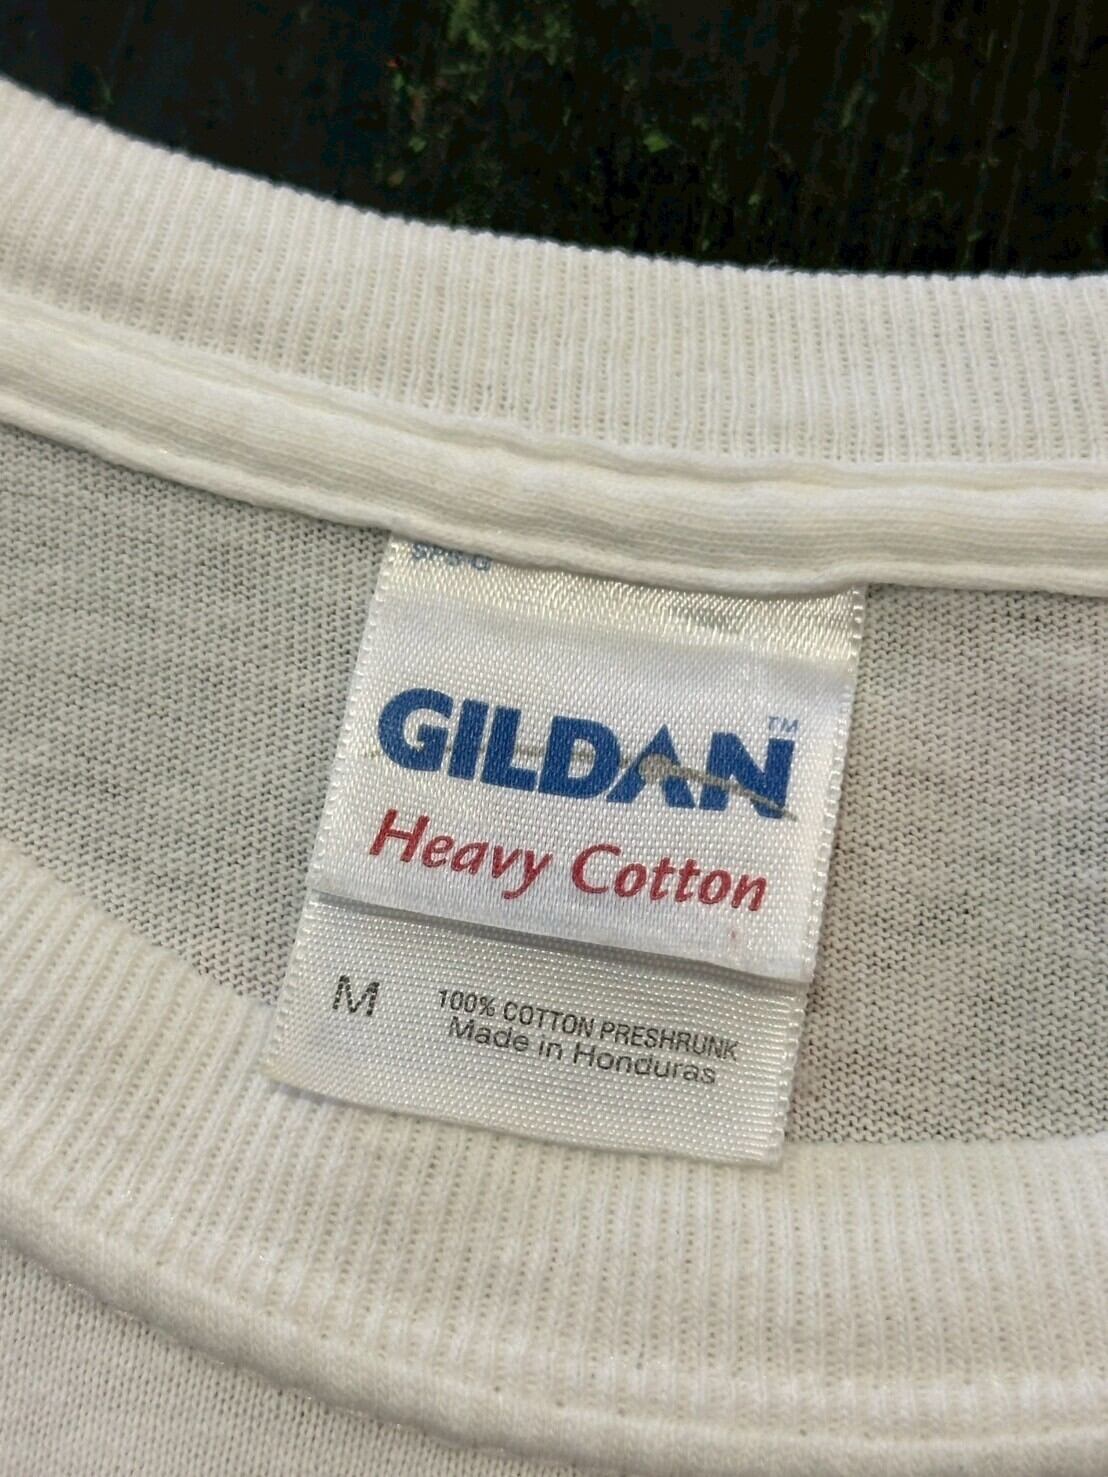 GILDAN™
Heavy Cotton
M
100% COTTON PRESHRUNK
Made in Honduras